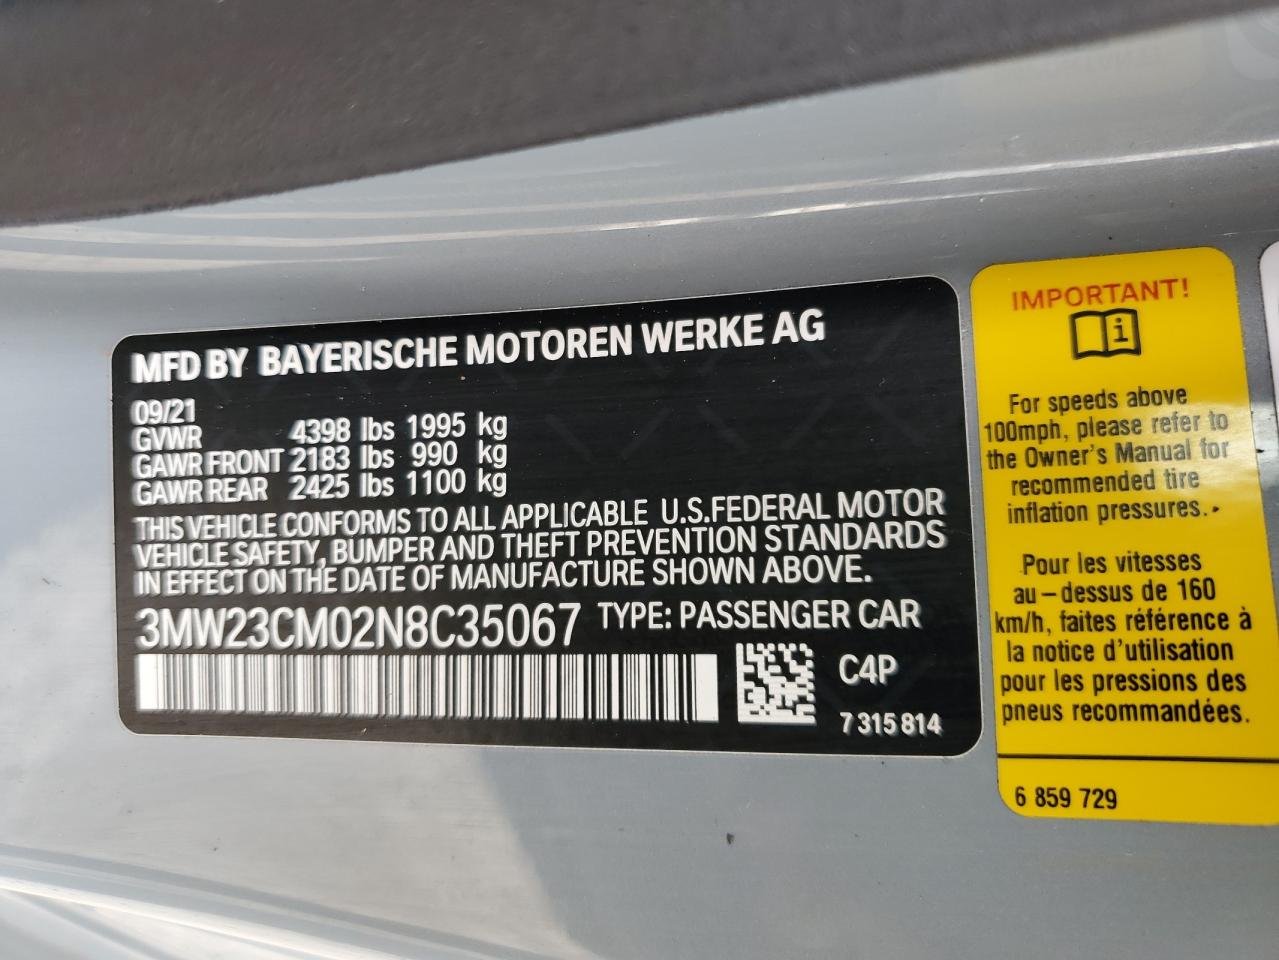 MFD BY BAYERISCHE MOTOREN WERKE AG
09/21
GVWR 4398 lbs 1995 kg
GAWR FRONT 2183 lbs 990 kg
GAWR REAR 2425 lbs 1100 kg
THIS VEHICLE CONFORMS TO ALL APPLICABLE U.S.FEDERAL MOTOR
VEHICLE SAFETY, BUMPER AND THEFT PREVENTION STANDARDS
IN EFFECT ON THE DATE OF MANUFACTURE SHOWN ABOVE.
3MW23CM02N8C35067 TYPE: PASSENGER CAR
C4P
7 315 814
IMPORTANT!
i
For speeds above
100mph, please refer to
the Owner's Manual for
recommended tire
inflation pressures.
Pour les vitesses
au-dessus de 160
km/h, faites référence à
la notice d'utilisation
pour les pressions des
pneus recommandées.
6 859 729